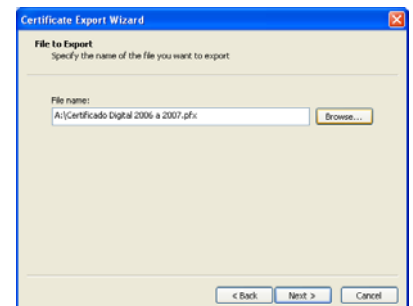 Certificate Export Wizard
File to Export
Specify the name of the file you want to export
File name:
A:\Certificado Digital 2006 a 2007.pfx
Browse...
< Back
Next >
Cancel